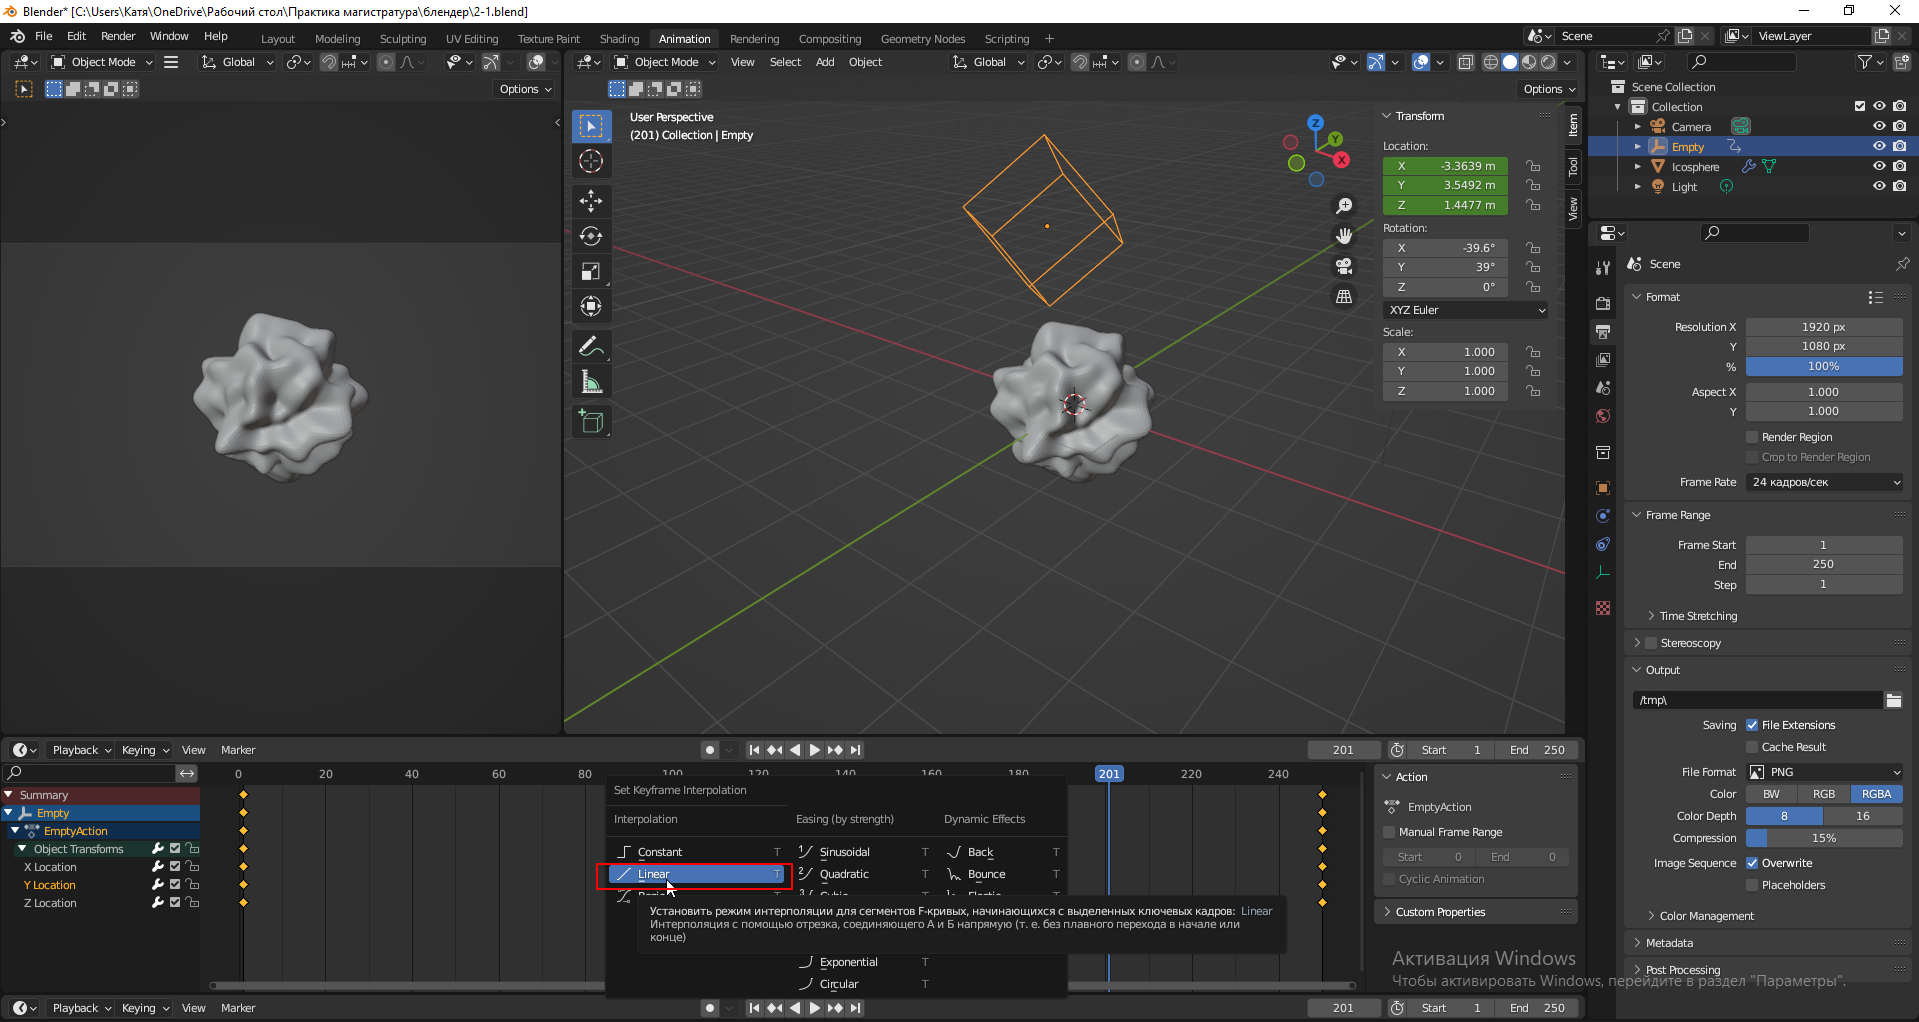 Blender* [C:\Users\Катя\OneDrive\Рабочий стол\Практика магистратура\блендер\2-1.blend]
File Edit Render Window Help Layout Modeling Sculpting UV Editing Texture Paint Shading Animation Rendering Compositing Geometry Nodes Scripting + Scene ViewLayer
Object Mode Global Object Mode View Select Add Object Global
Options Options
User Perspective
(201) Collection | Empty
Z
Y
X
Transform
Location:
X -3.3639 m
Y 3.5492 m
Z 1.4477 m
Rotation:
X -39.6°
Y 39°
Z 0°
XYZ Euler
Scale:
X 1.000
Y 1.000
Z 1.000
Item
Tool
View
Scene Collection
Collection
Camera
Empty
Icosphere
Light
Scene
Format
Resolution X 1920 px
Y 1080 px
% 100%
Aspect X 1.000
Y 1.000
Render Region
Crop to Render Region
Frame Rate 24 кадров/сек
Frame Range
Frame Start 1
End 250
Step 1
Time Stretching
Stereoscopy
Output
/tmp\
Saving File Extensions
Cache Result
File Format PNG
Color BW RGB RGBA
Color Depth 8 16
Compression 15%
Image Sequence Overwrite
Placeholders
Color Management
Metadata
Post Processing
Playback Keying View Marker 201 Start 1 End 250
0 20 40 60 80 100 120 140 160 180 201 220 240
Summary
Empty
EmptyAction
Object Transforms
X Location
Y Location
Z Location
Set Keyframe Interpolation
Interpolation Easing (by strength) Dynamic Effects
Constant T Sinusoidal T Back T
Linear T Quadratic T Bounce T
Установить режим интерполяции для сегментов F-кривых, начинающихся с выделенных ключевых кадров: Linear
Интерполяция с помощью отрезка, соединяющего А и Б напрямую (т. е. без плавного перехода в начале или
конце)
Exponential T
Circular T
Action
EmptyAction
Manual Frame Range
Start 0 End 0
Cyclic Animation
Custom Properties
Активация Windows
Чтобы активировать Windows, перейдите в раздел "Параметры".
Playback Keying View Marker 201 Start 1 End 250